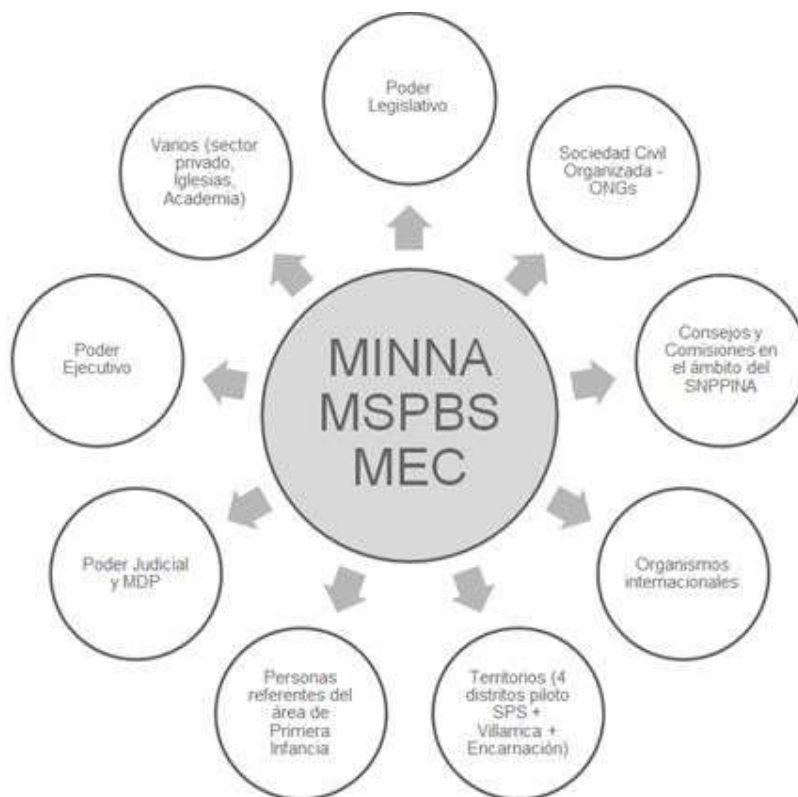 Poder
Legislativo
Sociedad Civil
Organizada -
ONGs
Consejos y
Comisiones en
el ámbito del
SNPPINA
Organismos
internacionales
Territorios (4
distritos piloto
SPS +
Villarrica +
Encarnación)
Personas
referentes del
área de
Primera
Infancia
Poder Judicial
y MDP
Poder
Ejecutivo
Varios (sector
privado,
Iglesias,
Academia)
MINNA
MSPBS
MEC